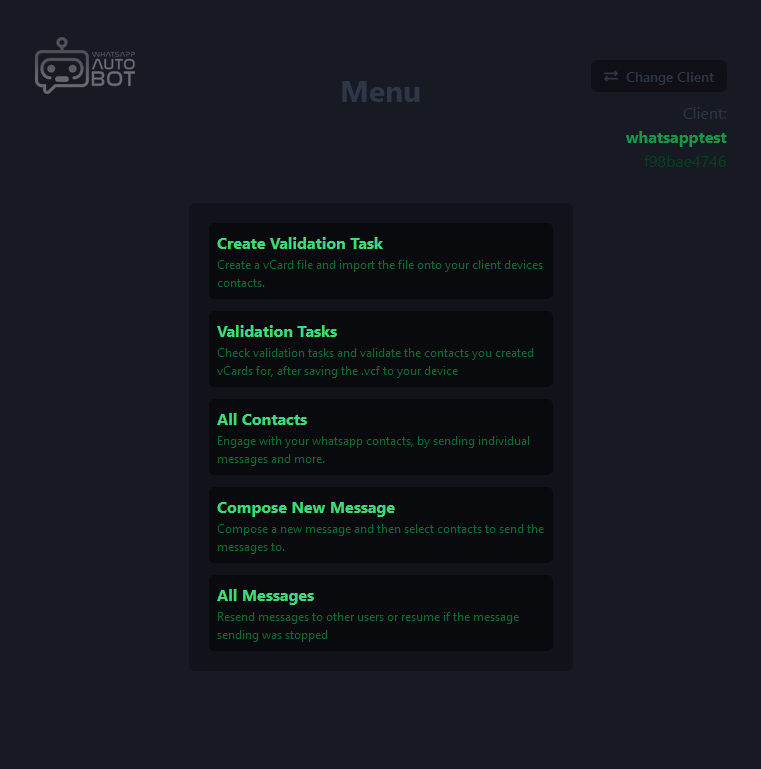 WHATSAPP
AUTO
BOT
Menu
Change Client
Client:
whatsapptest
f98bae4746
Create Validation Task
Create a vCard file and import the file onto your client devices
contacts.
Validation Tasks
Check validation tasks and validate the contacts you created
vCards for, after saving the .vcf to your device
All Contacts
Engage with your whatsapp contacts, by sending individual
messages and more.
Compose New Message
Compose a new message and then select contacts to send the
messages to.
All Messages
Resend messages to other users or resume if the message
sending was stopped